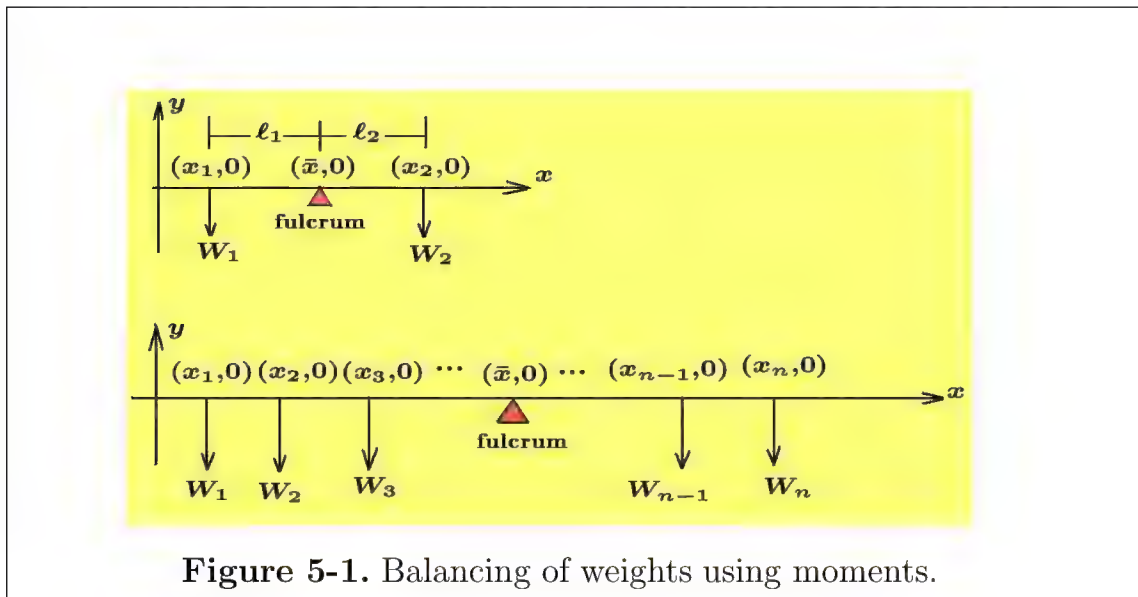 y
ℓ₁ ℓ₂
(x₁,0) (x̄,0) (x₂,0)
x
fulcrum
W₁ W₂
y
(x₁,0) (x₂,0) (x₃,0) ⋯ (x̄,0) ⋯ (xₙ₋₁,0) (xₙ,0)
x
fulcrum
W₁ W₂ W₃ Wₙ₋₁ Wₙ
Figure 5-1. Balancing of weights using moments.